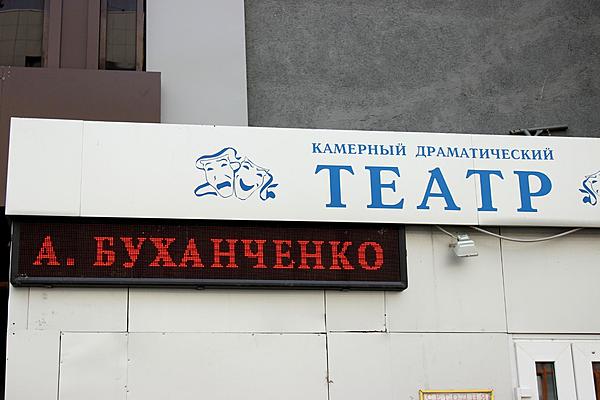 КАМЕРНЫЙ ДРАМАТИЧЕСКИЙ
ТЕАТР
А. БУХАНЧЕНКО